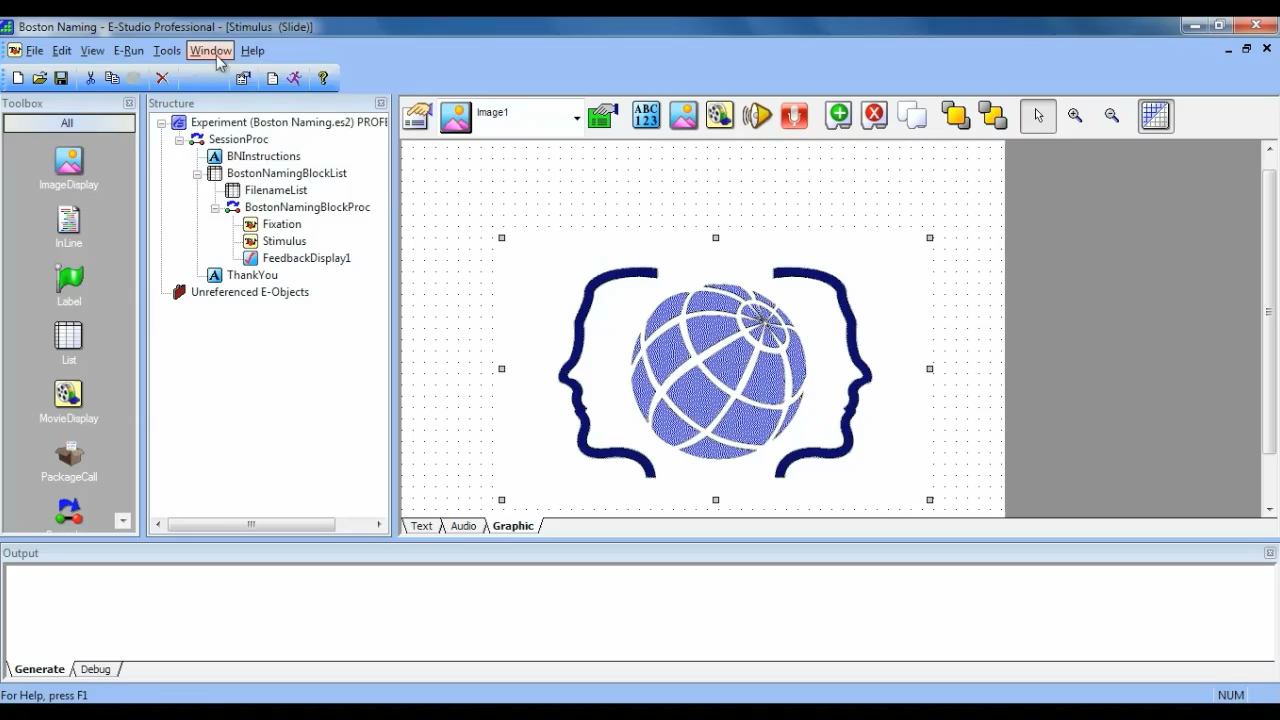 Boston Naming - E-Studio Professional - [Stimulus (Slide)]
File Edit View E-Run Tools Window Help
Toolbox
All
ImageDisplay
InLine
Label
List
MovieDisplay
PackageCall
Structure
Experiment (Boston Naming.es2) PROFE
SessionProc
BNInstructions
BostonNamingBlockList
FilenameList
BostonNamingBlockProc
Fixation
Stimulus
FeedbackDisplay1
ThankYou
Unreferenced E-Objects
Image1
ABC
123
Text Audio Graphic
Output
Generate Debug
For Help, press F1
NUM